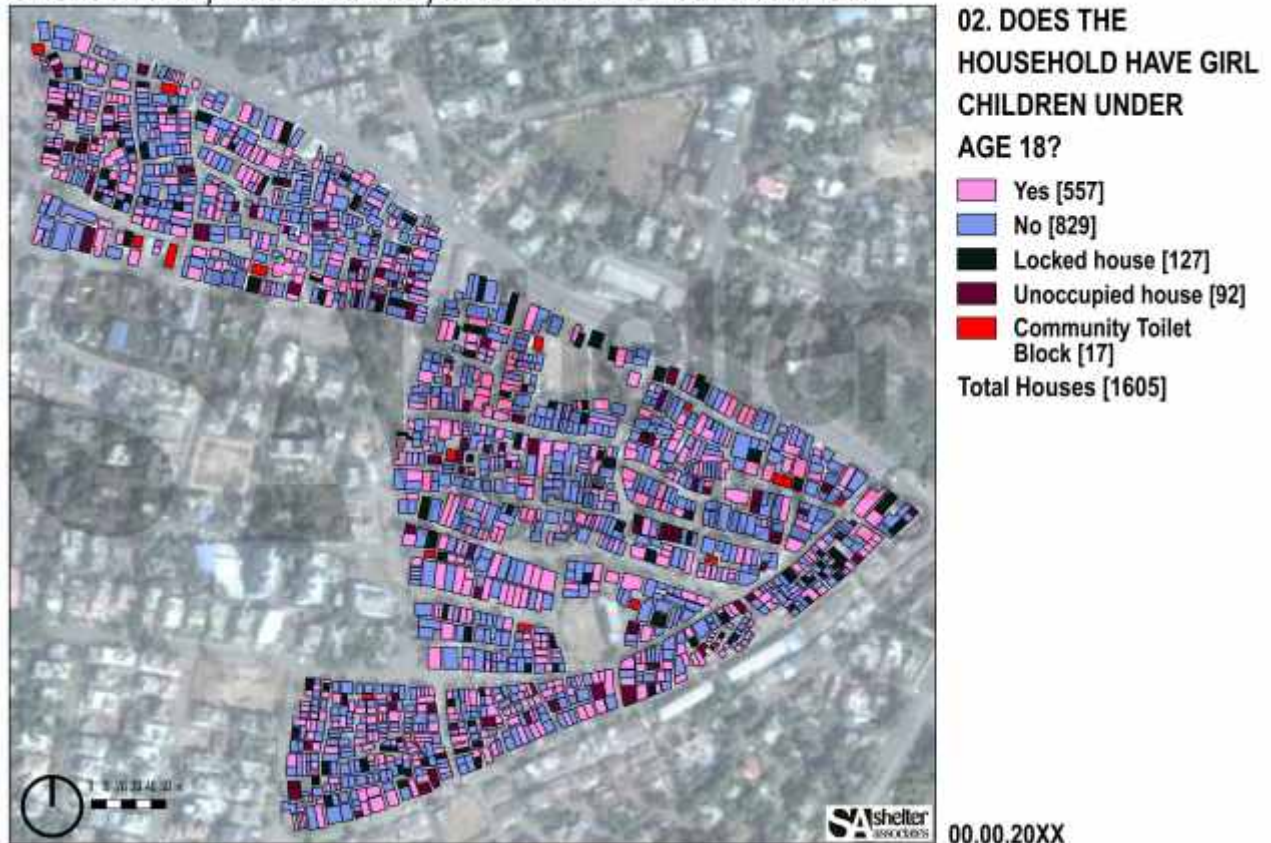 02. DOES THE
HOUSEHOLD HAVE GIRL
CHILDREN UNDER
AGE 18?
Yes [557]
No [829]
Locked house [127]
Unoccupied house [92]
Community Toilet
Block [17]
Total Houses [1605]
SA shelter
associates
00.00.20XX